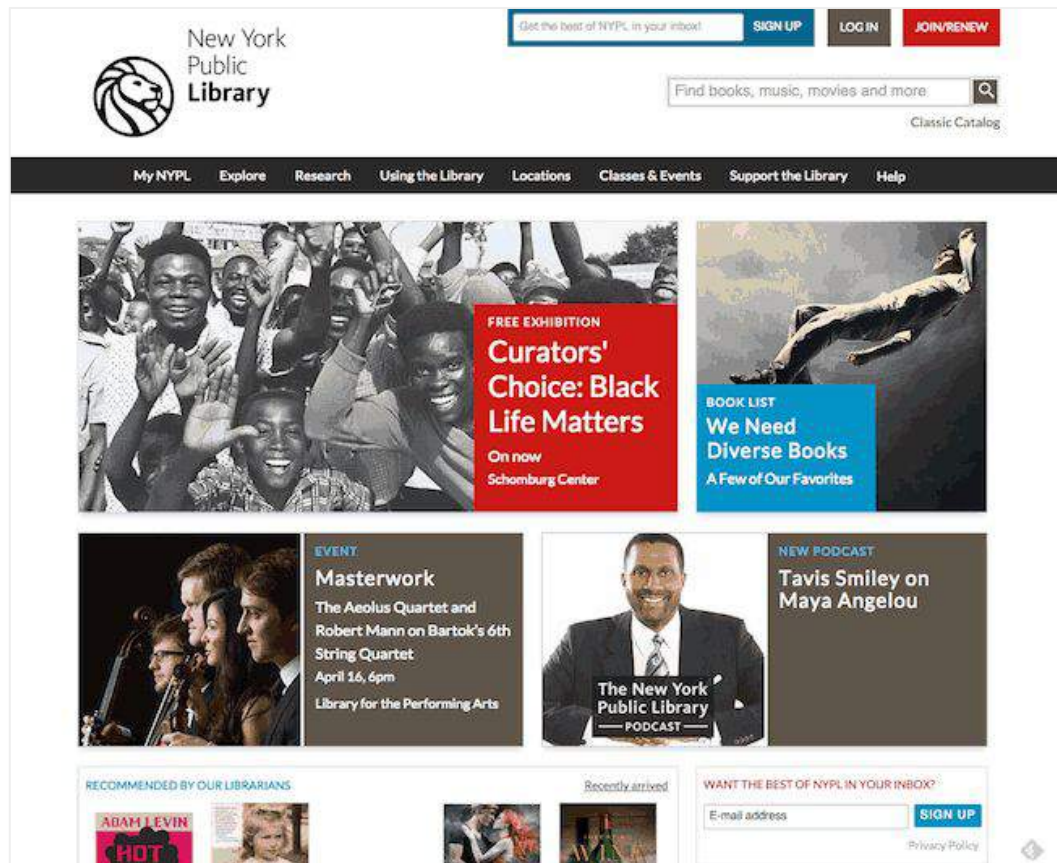 New York
Public
Library
Get the best of NYPL in your inbox!
SIGN UP
LOG IN
JOIN/RENEW
Find books, music, movies and more
Classic Catalog
My NYPL
Explore
Research
Using the Library
Locations
Classes & Events
Support the Library
Help
FREE EXHIBITION
Curators'
Choice: Black
Life Matters
On now
Schomburg Center
BOOK LIST
We Need
Diverse Books
A Few of Our Favorites
EVENT
Masterwork
The Aeolus Quartet and
Robert Mann on Bartok's 6th
String Quartet
April 16, 6pm
Library for the Performing Arts
The New York
Public Library
PODCAST
NEW PODCAST
Tavis Smiley on
Maya Angelou
RECOMMENDED BY OUR LIBRARIANS
Recently arrived
ADAM LEVIN
HOT
WANT THE BEST OF NYPL IN YOUR INBOX?
E-mail address
SIGN UP
Privacy Policy